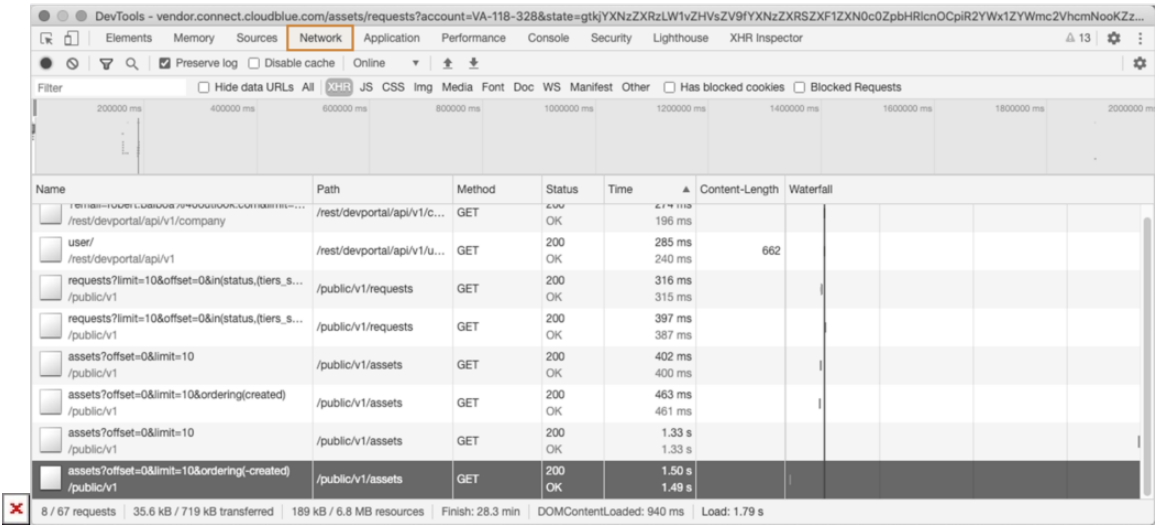 DevTools - vendor.connect.cloudblue.com/assets/requests?account=VA-118-328&state=
Elements Memory Sources Network Application Performance Console Security Lighthouse XHR Inspector 13
Preserve log Disable cache Online
Filter Hide data URLs All XHR JS CSS Img Media Font Doc WS Manifest Other Has blocked cookies Blocked Requests
200000 ms 400000 ms 600000 ms 800000 ms 1000000 ms 1200000 ms 1400000 ms 1600000 ms 1800000 ms 2000000 m
Name Path Method Status Time Content-Length Waterfall
/rest/devportal/api/v1/c... GET 200 274 ms
/rest/devportal/api/v1/company OK 196 ms
user/ /rest/devportal/api/v1/u... GET 200 285 ms 662
/rest/devportal/api/v1 OK 240 ms
requests?limit=10&offset=0&in(status,(tiers_s... /public/v1/requests GET 200 316 ms
/public/v1 OK 315 ms
requests?limit=10&offset=0&in(status,(tiers_s... /public/v1/requests GET 200 397 ms
/public/v1 OK 387 ms
assets?offset=0&limit=10 /public/v1/assets GET 200 402 ms
/public/v1 OK 400 ms
assets?offset=0&limit=10&ordering(created) /public/v1/assets GET 200 463 ms
/public/v1 OK 461 ms
assets?offset=0&limit=10 /public/v1/assets GET 200 1.33 s
/public/v1 OK 1.33 s
assets?offset=0&limit=10&ordering(-created) /public/v1/assets GET 200 1.50 s
/public/v1 OK 1.49 s
8 / 67 requests 35.6 kB / 719 kB transferred 189 kB / 6.8 MB resources Finish: 28.3 min DOMContentLoaded: 940 ms Load: 1.79 s